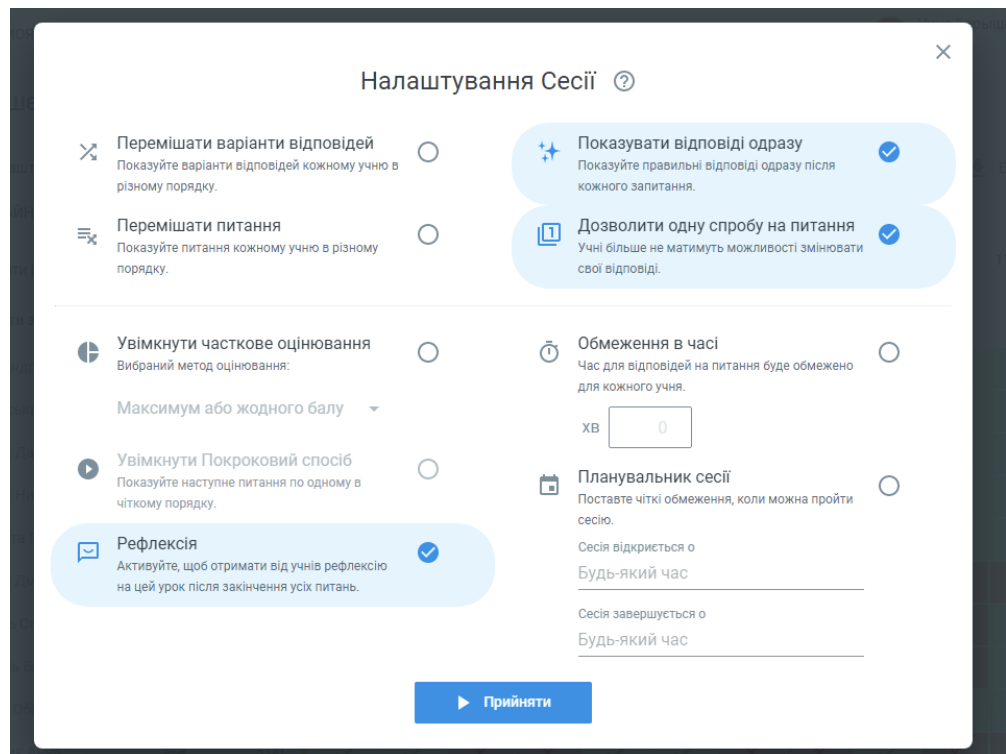 Налаштування Сесії
Перемішати варіанти відповідей
Показуйте варіанти відповідей кожному учню в
різному порядку.
Показувати відповіді одразу
Показуйте правильні відповіді одразу після
кожного запитання.
Перемішати питання
Показуйте питання кожному учню в різному
порядку.
Дозволити одну спробу на питання
Учні більше не матимуть можливості змінювати
свої відповіді.
Увімкнути часткове оцінювання
Вибраний метод оцінювання:
Максимум або жодного балу
Обмеження в часі
Час для відповідей на питання буде обмежено
для кожного учня.
хв 0
Увімкнути Покроковий спосіб
Показуйте наступне питання по одному в
чіткому порядку.
Планувальник сесії
Поставте чіткі обмеження, коли можна пройти
сесію.
Сесія відкриється о
Будь-який час
Сесія завершується о
Будь-який час
Рефлексія
Активуйте, щоб отримати від учнів рефлексію
на цей урок після закінчення усіх питань.
Прийняти